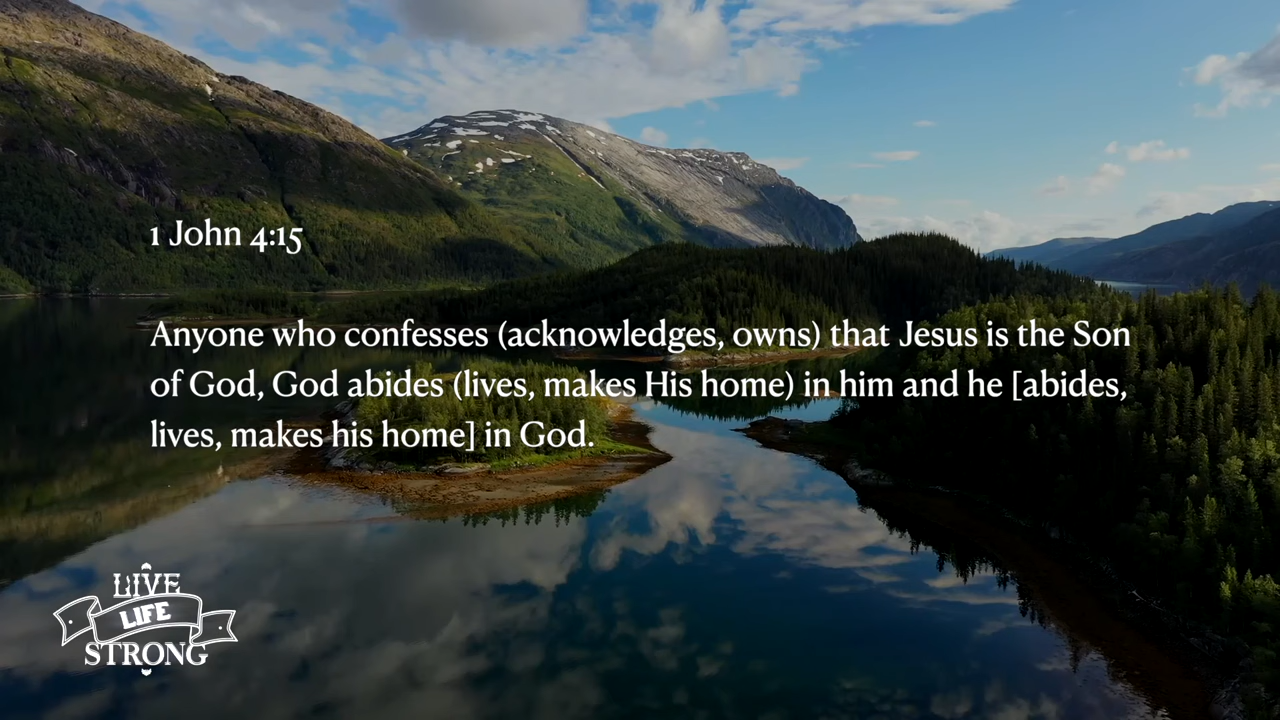 1 John 4:15
Anyone who confesses (acknowledges, owns) that Jesus is the Son
of God, God abides (lives, makes His home) in him and he [abides,
lives, makes his home] in God.
LIVE
LIFE
STRONG